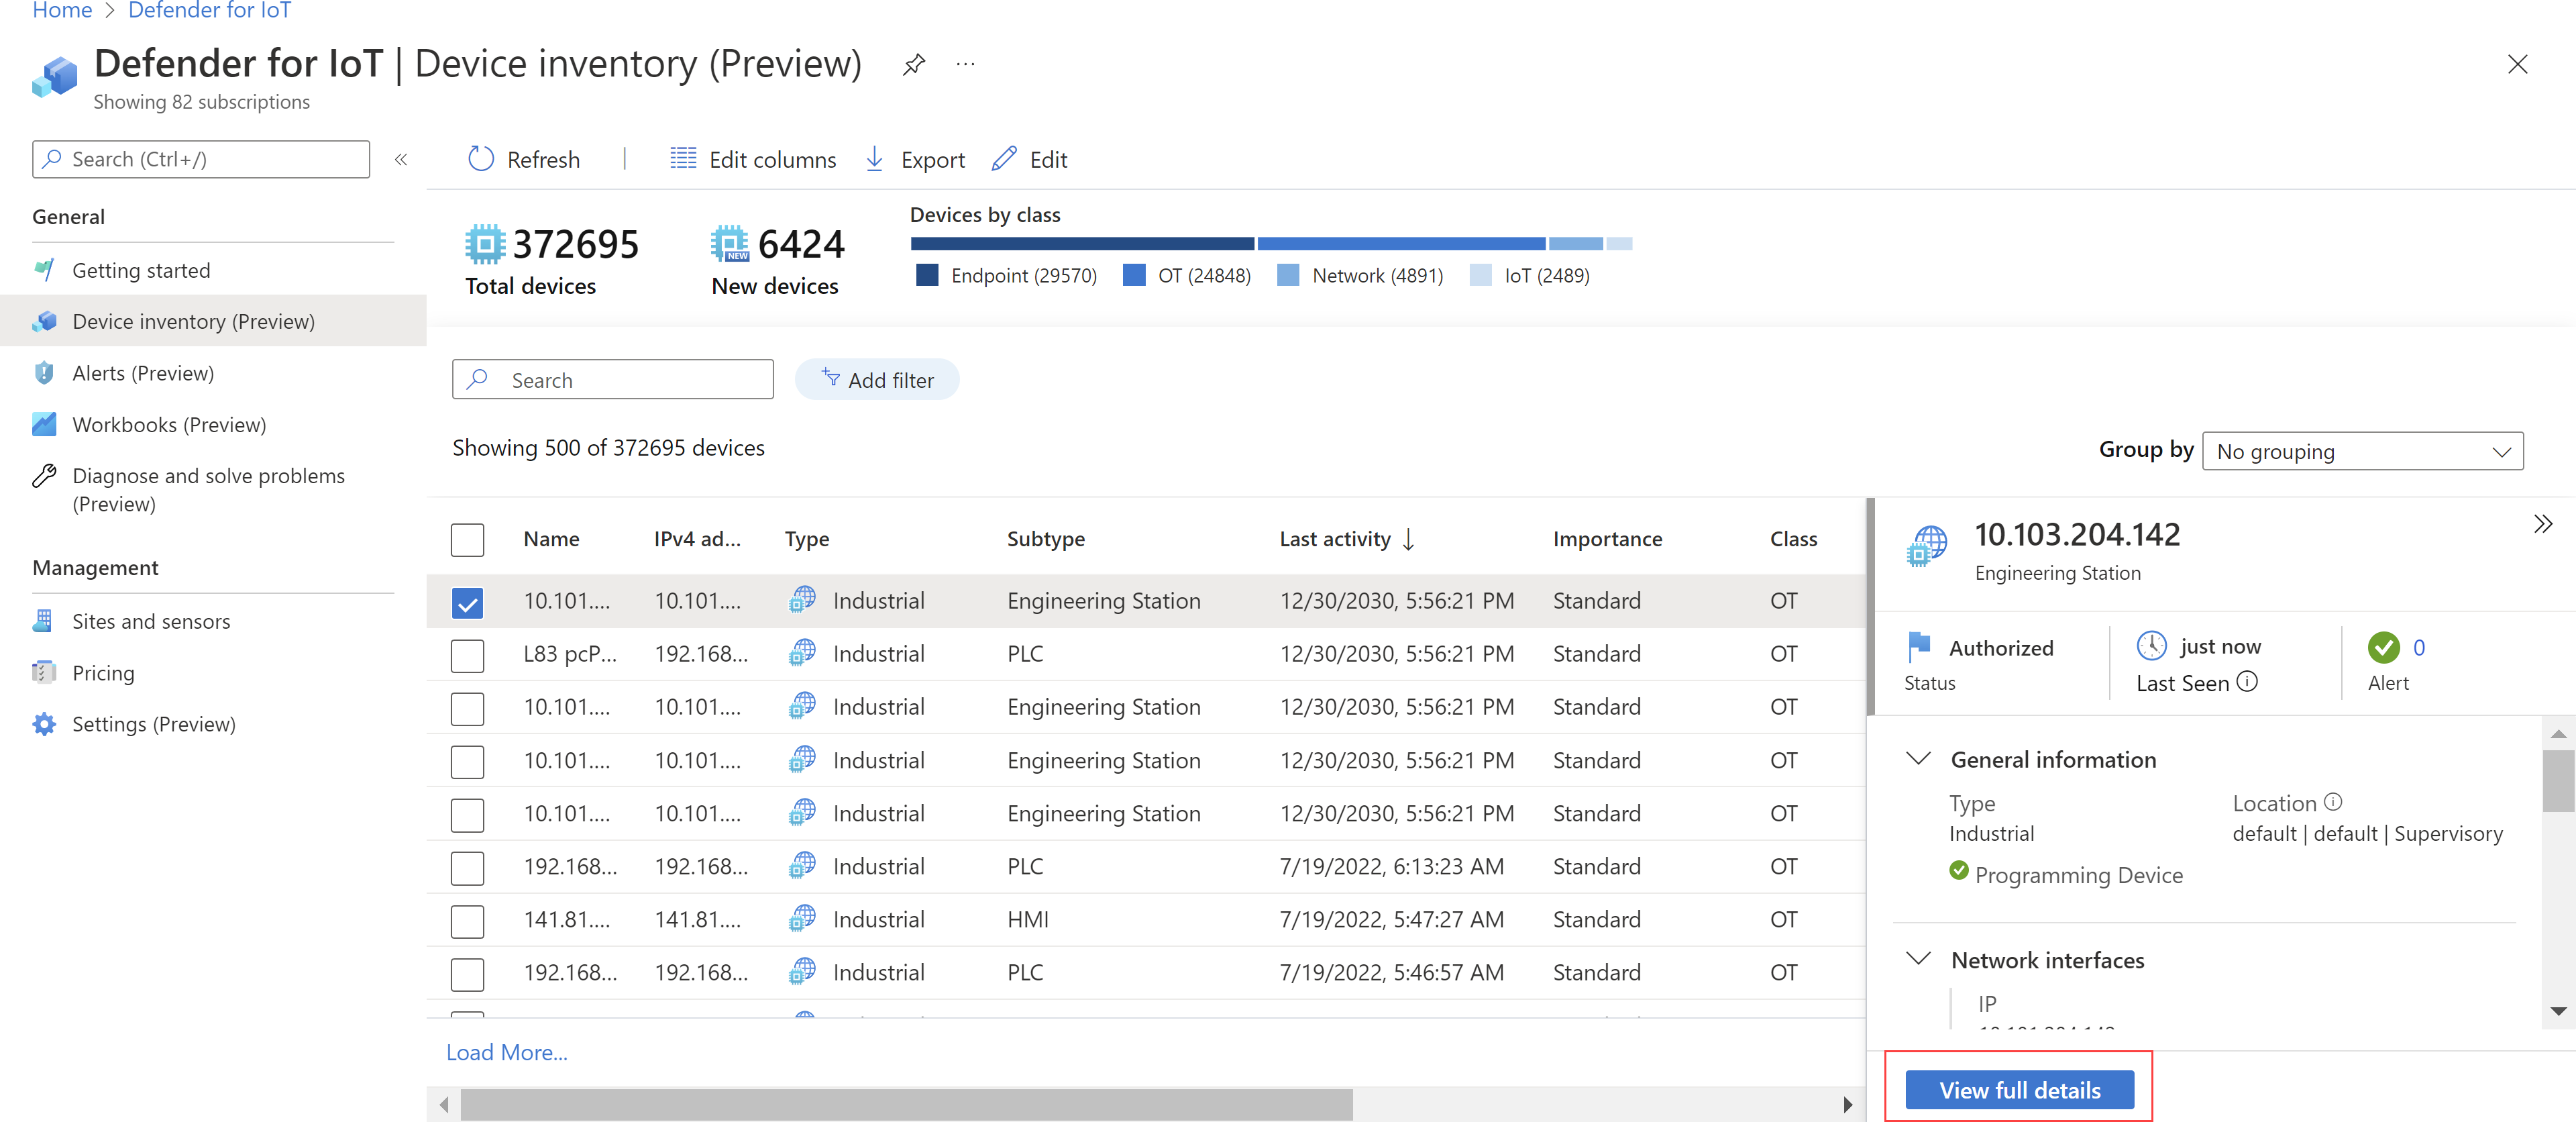 Home > Defender for IoT
Defender for IoT | Device inventory (Preview)
Showing 82 subscriptions
Search (Ctrl+/)
General
Getting started
Device inventory (Preview)
Alerts (Preview)
Workbooks (Preview)
Diagnose and solve problems
(Preview)
Management
Sites and sensors
Pricing
Settings (Preview)
Refresh | Edit columns Export Edit
372695
Total devices
NEW
6424
New devices
Devices by class
Endpoint (29570) OT (24848) Network (4891) IoT (2489)
Search
Add filter
Showing 500 of 372695 devices
Group by No grouping
Name IPv4 ad... Type Subtype Last activity ↓ Importance Class
10.101.... 10.101.... Industrial Engineering Station 12/30/2030, 5:56:21 PM Standard OT
L83 pcP... 192.168... Industrial PLC 12/30/2030, 5:56:21 PM Standard OT
10.101.... 10.101.... Industrial Engineering Station 12/30/2030, 5:56:21 PM Standard OT
10.101.... 10.101.... Industrial Engineering Station 12/30/2030, 5:56:21 PM Standard OT
10.101.... 10.101.... Industrial Engineering Station 12/30/2030, 5:56:21 PM Standard OT
192.168... 192.168... Industrial PLC 7/19/2022, 6:13:23 AM Standard OT
141.81.... 141.81.... Industrial HMI 7/19/2022, 5:47:27 AM Standard OT
192.168... 192.168... Industrial PLC 7/19/2022, 5:46:57 AM Standard OT
Load More...
10.103.204.142
Engineering Station
Authorized
Status
just now
Last Seen
0
Alert
General information
Type
Industrial
Location
default | default | Supervisory
Programming Device
Network interfaces
IP
View full details